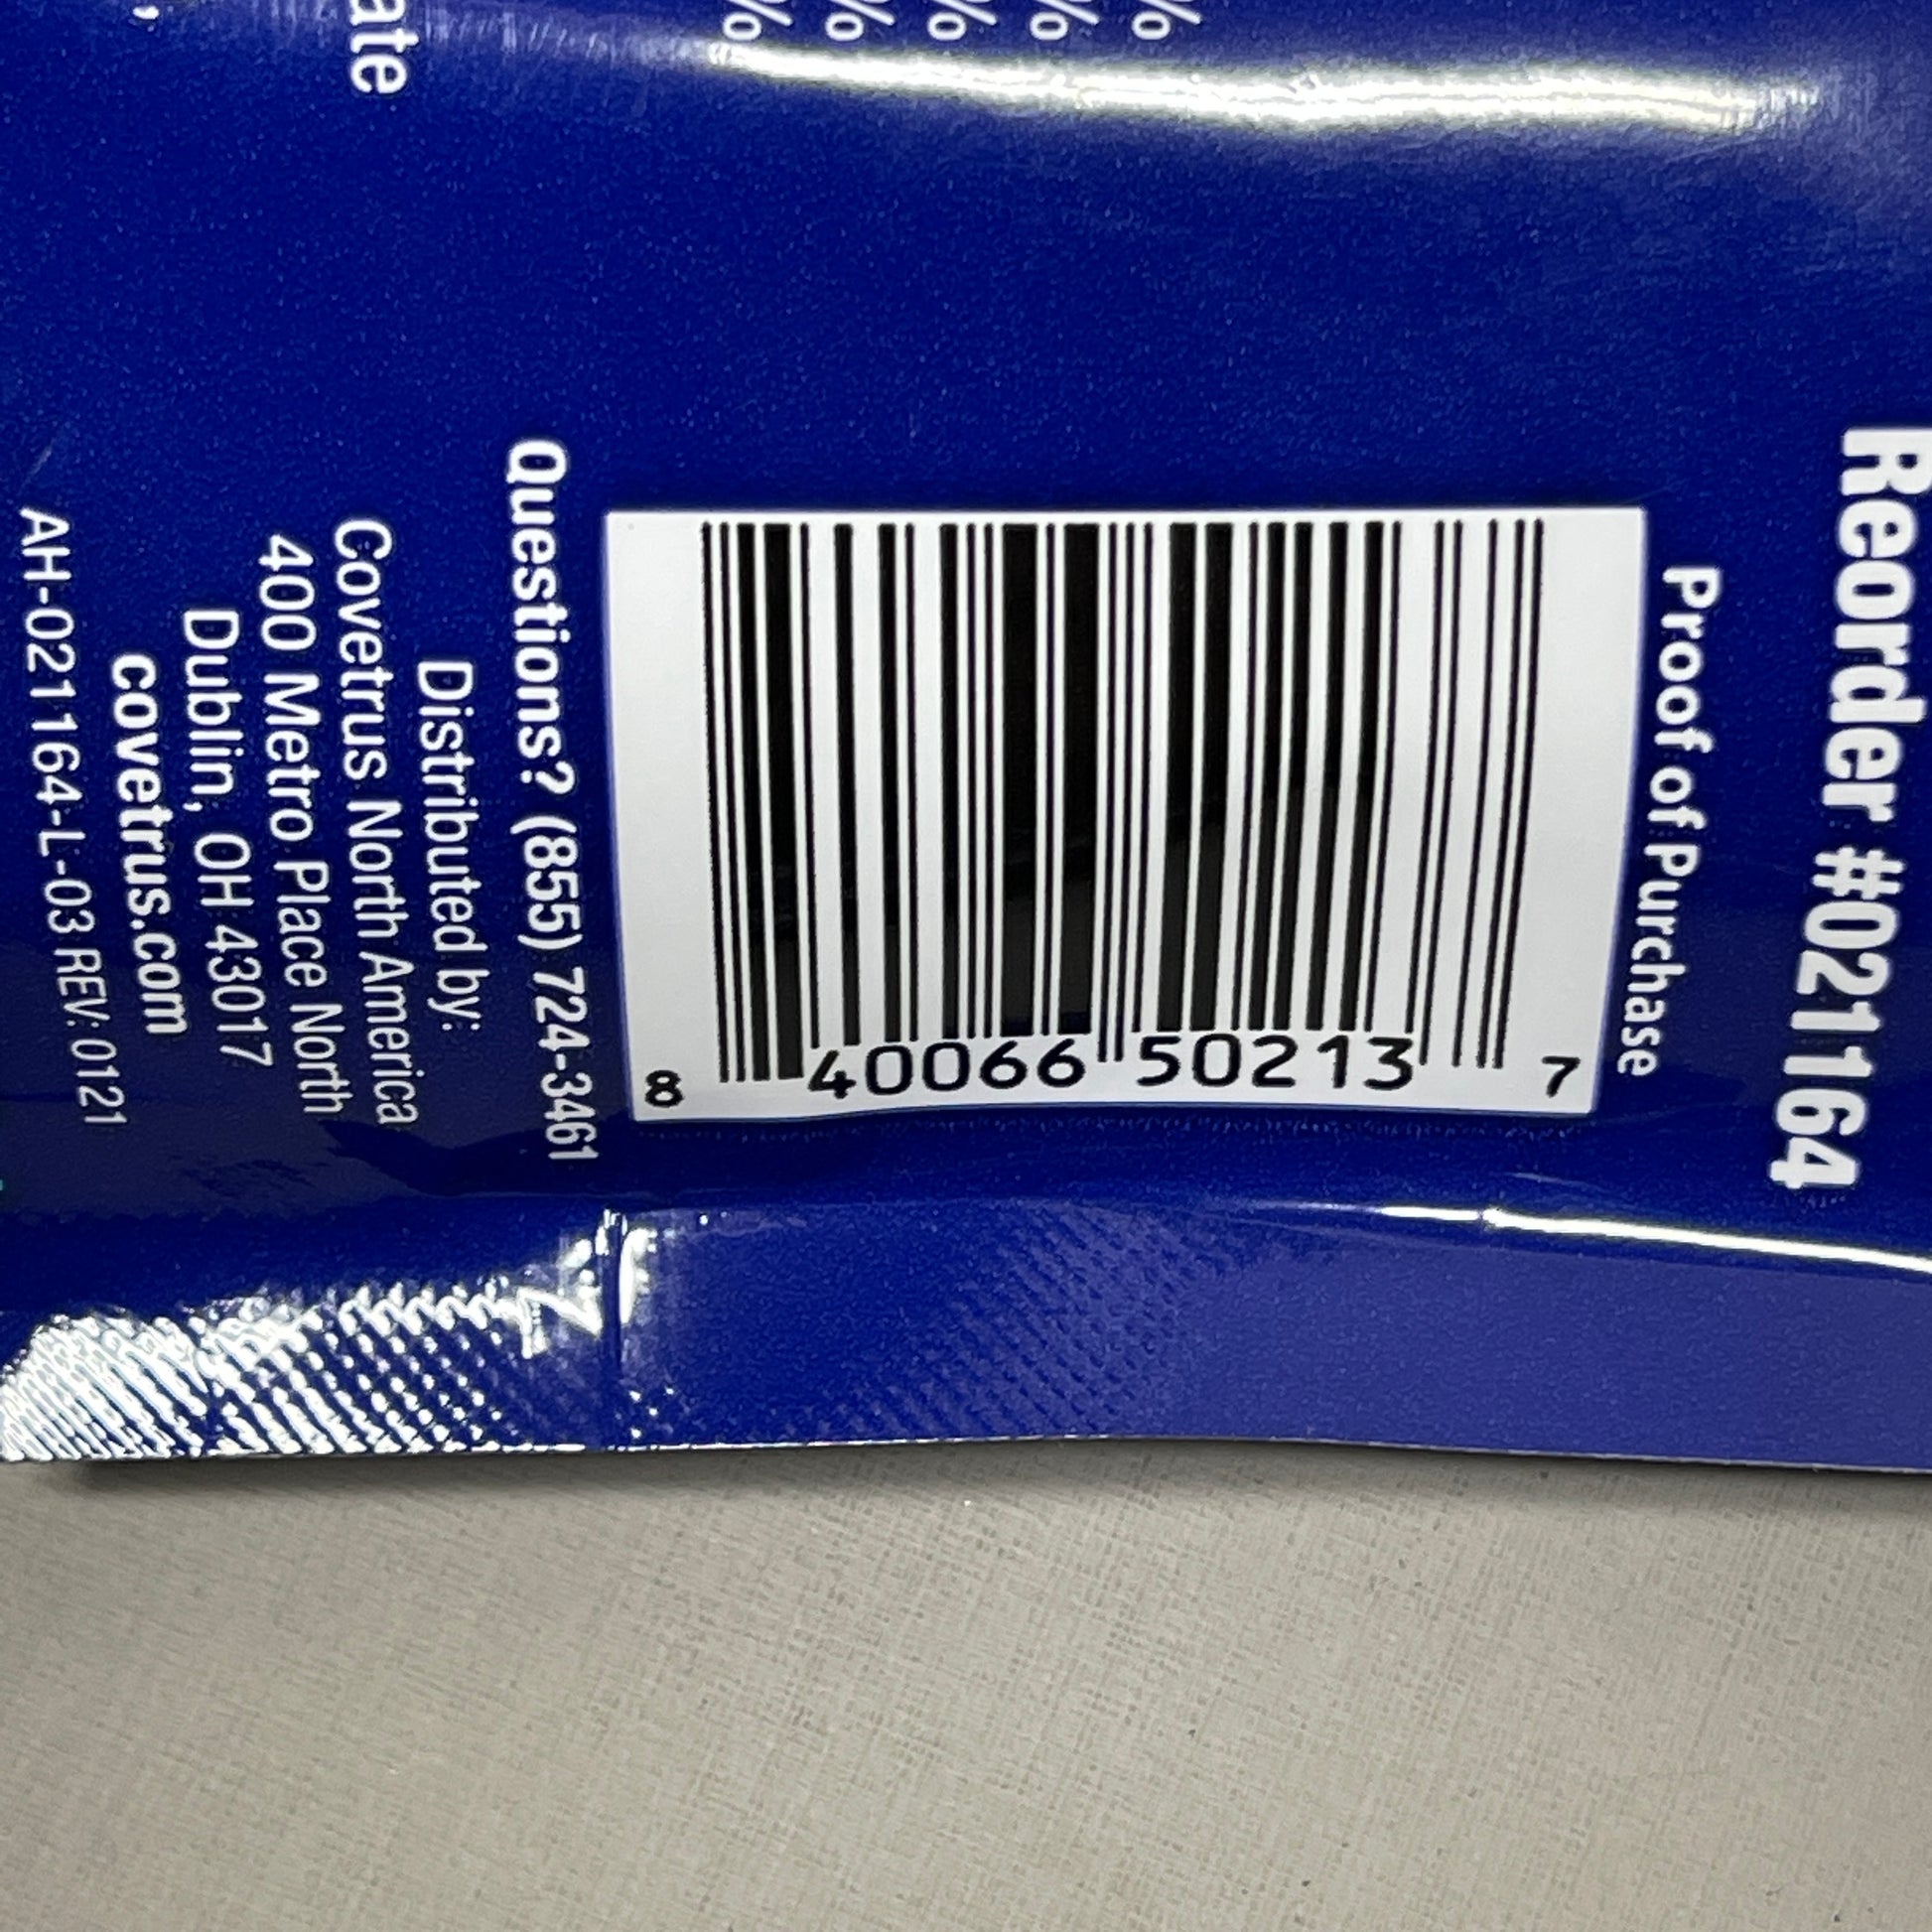 ate
%
%
%
%
%
Reorder #021164
Proof of Purchase
8 40066 50213 7
Questions? (855) 724-3461
Distributed by:
Covetrus North America
400 Metro Place North
Dublin, OH 43017
covetrus.com
AH-021164-L-03 REV: 0121